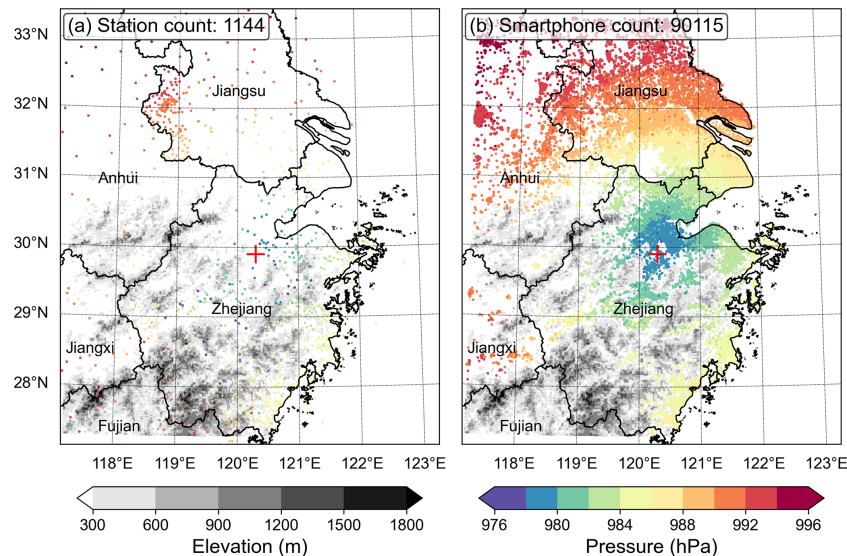 (a) Station count: 1144
(b) Smartphone count: 90115
33°N
32°N
31°N
30°N
29°N
28°N
Jiangsu
Anhui
Zhejiang
Jiangxi
Fujian
Jiangsu
Anhui
Zhejiang
Jiangxi
Fujian
118°E 119°E 120°E 121°E 122°E 123°E
118°E 119°E 120°E 121°E 122°E 123°E
300 600 900 1200 1500 1800
Elevation (m)
976 980 984 988 992 996
Pressure (hPa)